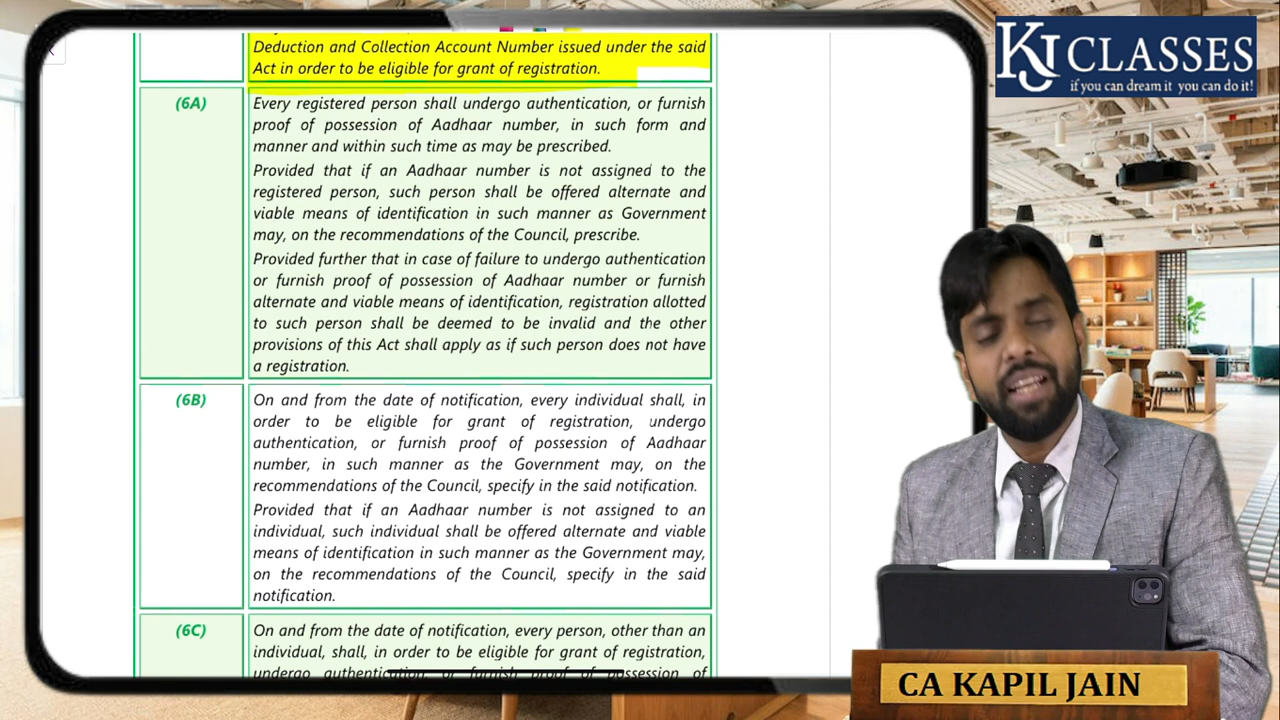 KJ CLASSES
if you can dream it you can do it!
Deduction and Collection Account Number issued under the said
Act in order to be eligible for grant of registration.
(6A)
Every registered person shall undergo authentication, or furnish
proof of possession of Aadhaar number, in such form and
manner and within such time as may be prescribed.
Provided that if an Aadhaar number is not assigned to the
registered person, such person shall be offered alternate and
viable means of identification in such manner as Government
may, on the recommendations of the Council, prescribe.
Provided further that in case of failure to undergo authentication
or furnish proof of possession of Aadhaar number or furnish
alternate and viable means of identification, registration allotted
to such person shall be deemed to be invalid and the other
provisions of this Act shall apply as if such person does not have
a registration.
(6B)
On and from the date of notification, every individual shall, in
order to be eligible for grant of registration, undergo
authentication, or furnish proof of possession of Aadhaar
number, in such manner as the Government may, on the
recommendations of the Council, specify in the said notification.
Provided that if an Aadhaar number is not assigned to an
individual, such individual shall be offered alternate and viable
means of identification in such manner as the Government may,
on the recommendations of the Council, specify in the said
notification.
(6C)
On and from the date of notification, every person, other than an
individual, shall, in order to be eligible for grant of registration,
undergo authentication, or furnish proof of possession of
CA KAPIL JAIN